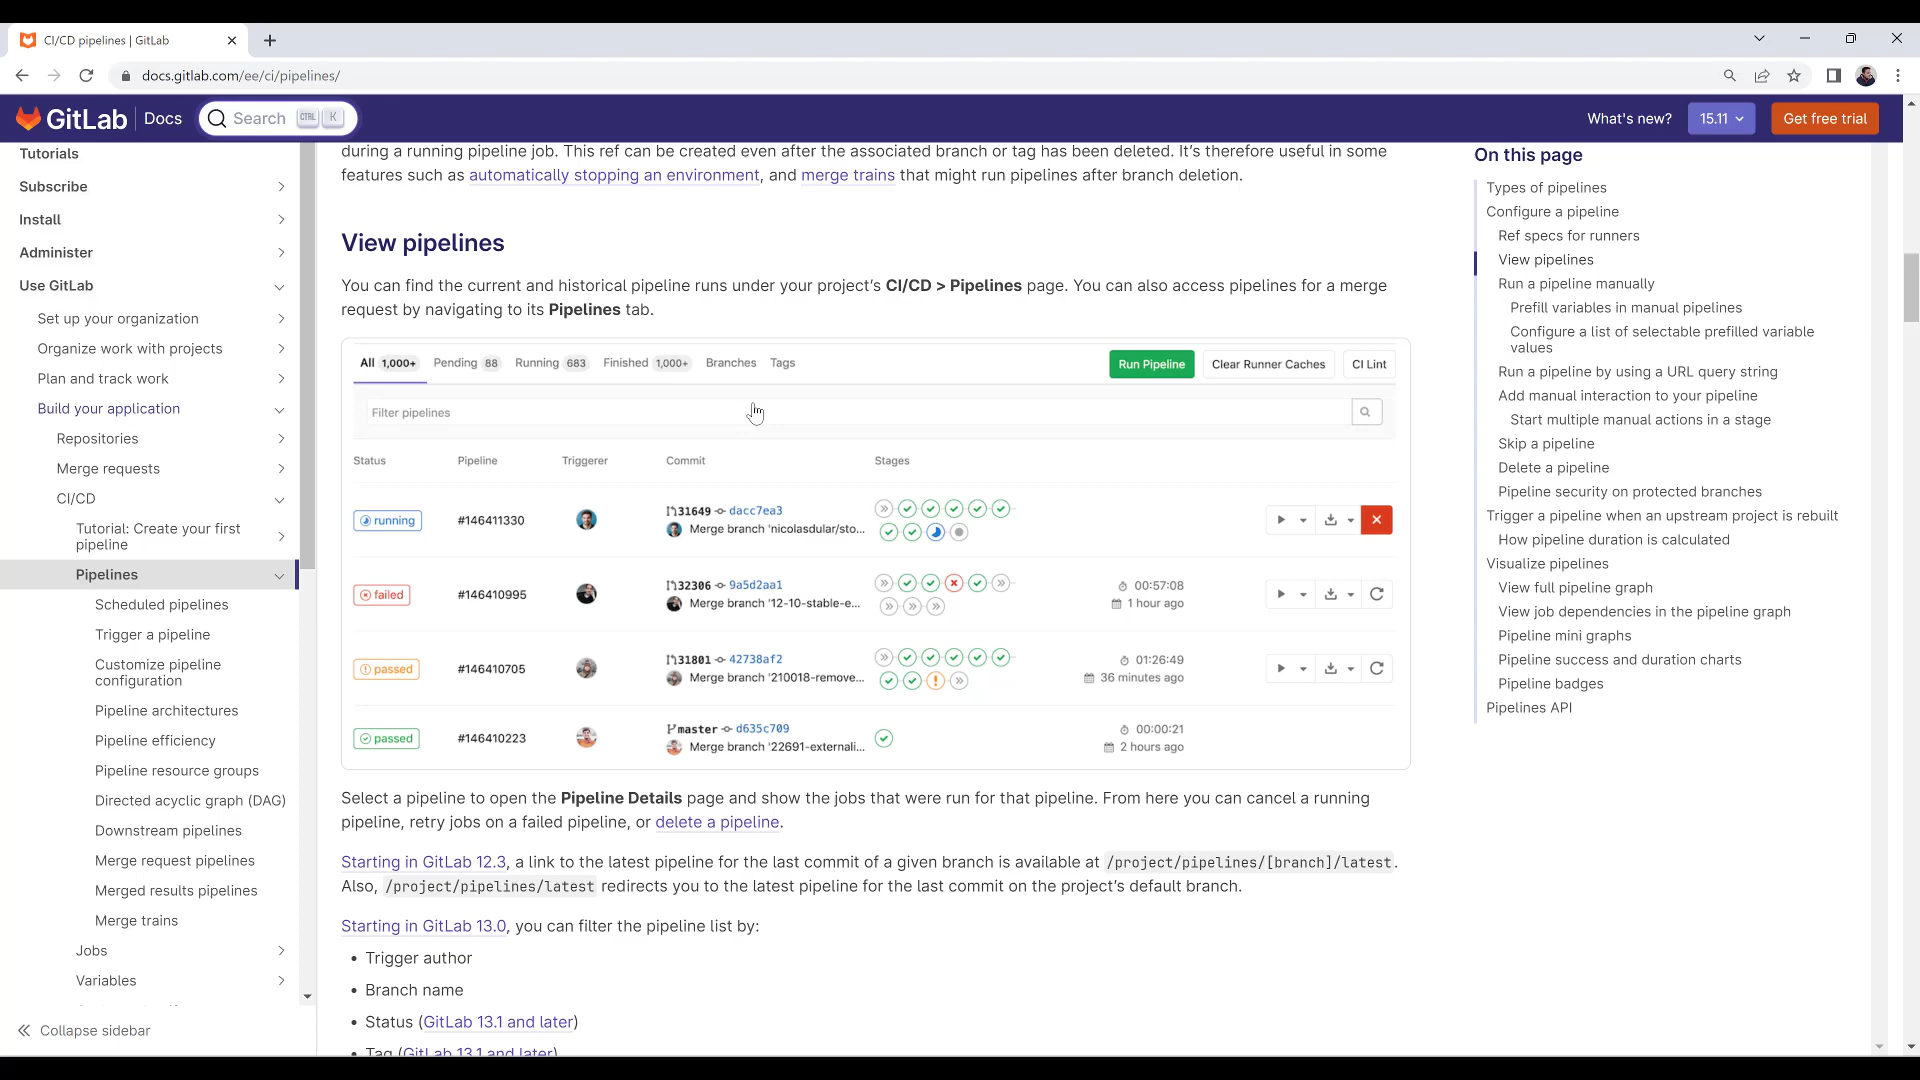 CI/CD pipelines | GitLab
docs.gitlab.com/ee/ci/pipelines/
GitLab Docs Search CTRL K What's new? 15.11 Get free trial
Tutorials
Subscribe
Install
Administer
Use GitLab
Set up your organization
Organize work with projects
Plan and track work
Build your application
Repositories
Merge requests
CI/CD
Tutorial: Create your first
pipeline
Pipelines
Scheduled pipelines
Trigger a pipeline
Customize pipeline
configuration
Pipeline architectures
Pipeline efficiency
Pipeline resource groups
Directed acyclic graph (DAG)
Downstream pipelines
Merge request pipelines
Merged results pipelines
Merge trains
Jobs
Variables
Collapse sidebar
during a running pipeline job. This ref can be created even after the associated branch or tag has been deleted. It's therefore useful in some
features such as automatically stopping an environment, and merge trains that might run pipelines after branch deletion.
View pipelines
You can find the current and historical pipeline runs under your project's CI/CD > Pipelines page. You can also access pipelines for a merge
request by navigating to its Pipelines tab.
All 1,000+ Pending 88 Running 683 Finished 1,000+ Branches Tags Run Pipeline Clear Runner Caches CI Lint
Filter pipelines
Status Pipeline Triggerer Commit Stages
running #146411330 31649 dacc7ea3
Merge branch 'nicolasdular/sto...
failed #146410995 32306 9a5d2aa1 00:57:08
Merge branch '12-10-stable-e... 1 hour ago
passed #146410705 31801 42738af2 01:26:49
Merge branch '210018-remove... 36 minutes ago
passed #146410223 master d635c709 00:00:21
Merge branch '22691-externali... 2 hours ago
Select a pipeline to open the Pipeline Details page and show the jobs that were run for that pipeline. From here you can cancel a running
pipeline, retry jobs on a failed pipeline, or delete a pipeline.
Starting in GitLab 12.3, a link to the latest pipeline for the last commit of a given branch is available at /project/pipelines/[branch]/latest.
Also, /project/pipelines/latest redirects you to the latest pipeline for the last commit on the project's default branch.
Starting in GitLab 13.0, you can filter the pipeline list by:
• Trigger author
• Branch name
• Status (GitLab 13.1 and later)
• Tag (GitLab 13.1 and later)
On this page
Types of pipelines
Configure a pipeline
Ref specs for runners
View pipelines
Run a pipeline manually
Prefill variables in manual pipelines
Configure a list of selectable prefilled variable
values
Run a pipeline by using a URL query string
Add manual interaction to your pipeline
Start multiple manual actions in a stage
Skip a pipeline
Delete a pipeline
Pipeline security on protected branches
Trigger a pipeline when an upstream project is rebuilt
How pipeline duration is calculated
Visualize pipelines
View full pipeline graph
View job dependencies in the pipeline graph
Pipeline mini graphs
Pipeline success and duration charts
Pipeline badges
Pipelines API